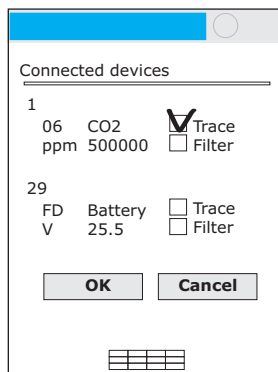 Connected devices
1
06 CO2 Trace
ppm 500000 Filter
29
FD Battery Trace
V 25.5 Filter
OK Cancel